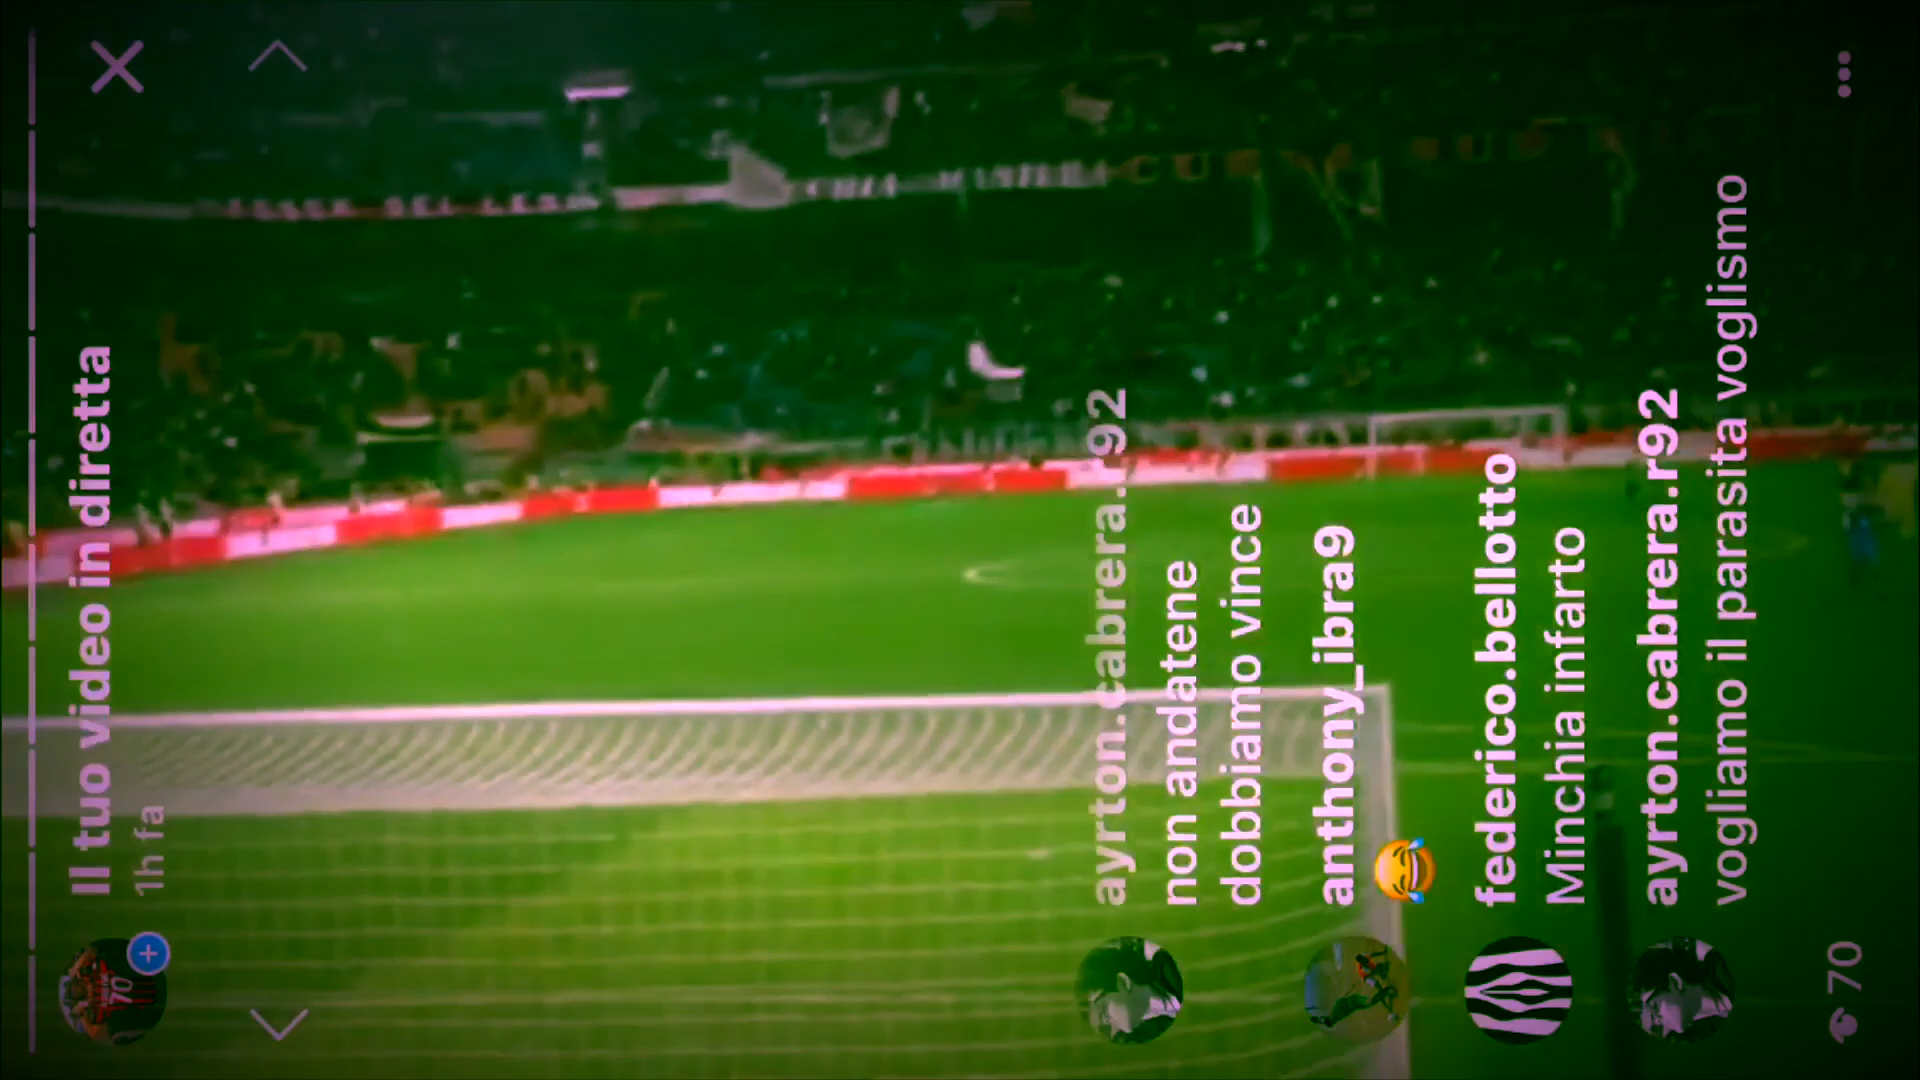 Il tuo video in diretta
1h fa
ayrton.cabrera.r92
non andatene
dobbiamo vince
anthony_ibra9
😂
federico.bellotto
Minchia infarto
ayrton.cabrera.r92
vogliamo il parasita voglismo
70